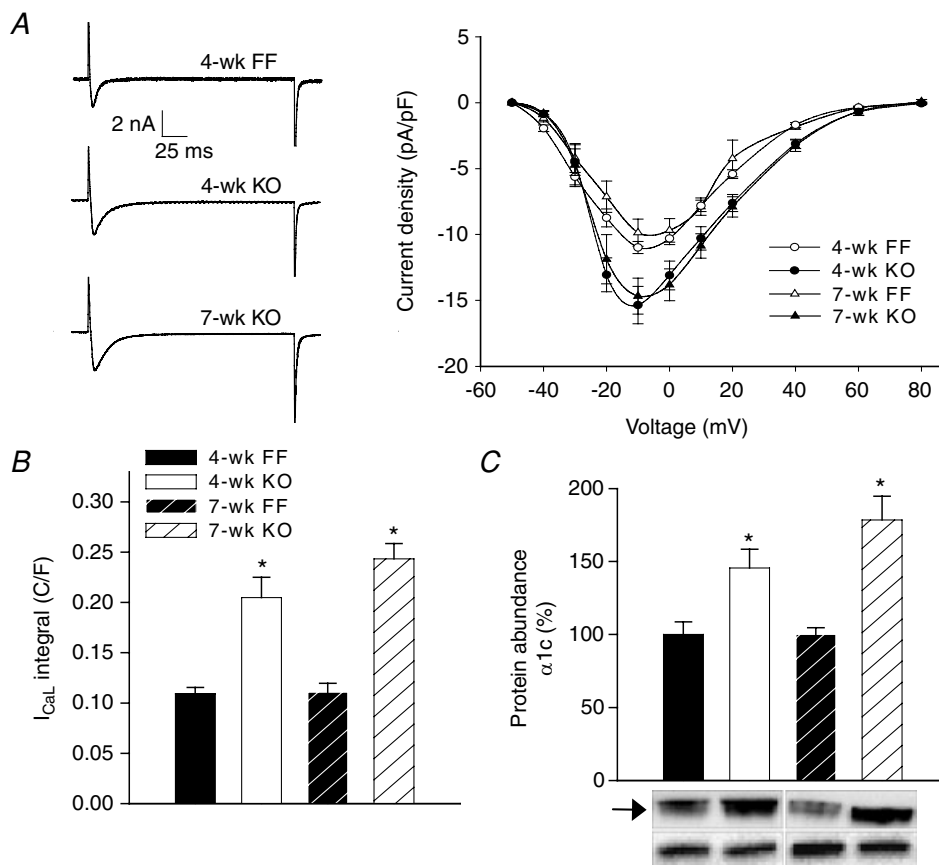 A
4-wk FF
2 nA
25 ms
4-wk KO
7-wk KO
5
0
-5
-10
-15
-20
Current density (pA/pF)
4-wk FF
4-wk KO
7-wk FF
7-wk KO
-60 -40 -20 0 20 40 60 80
Voltage (mV)
B
4-wk FF
4-wk KO
7-wk FF
7-wk KO
0.30
0.25
0.20
0.15
0.10
0.05
0.00
I_CaL integral (C/F)
* *
C
200
150
100
50
0
Protein abundance
α1c (%)
* *